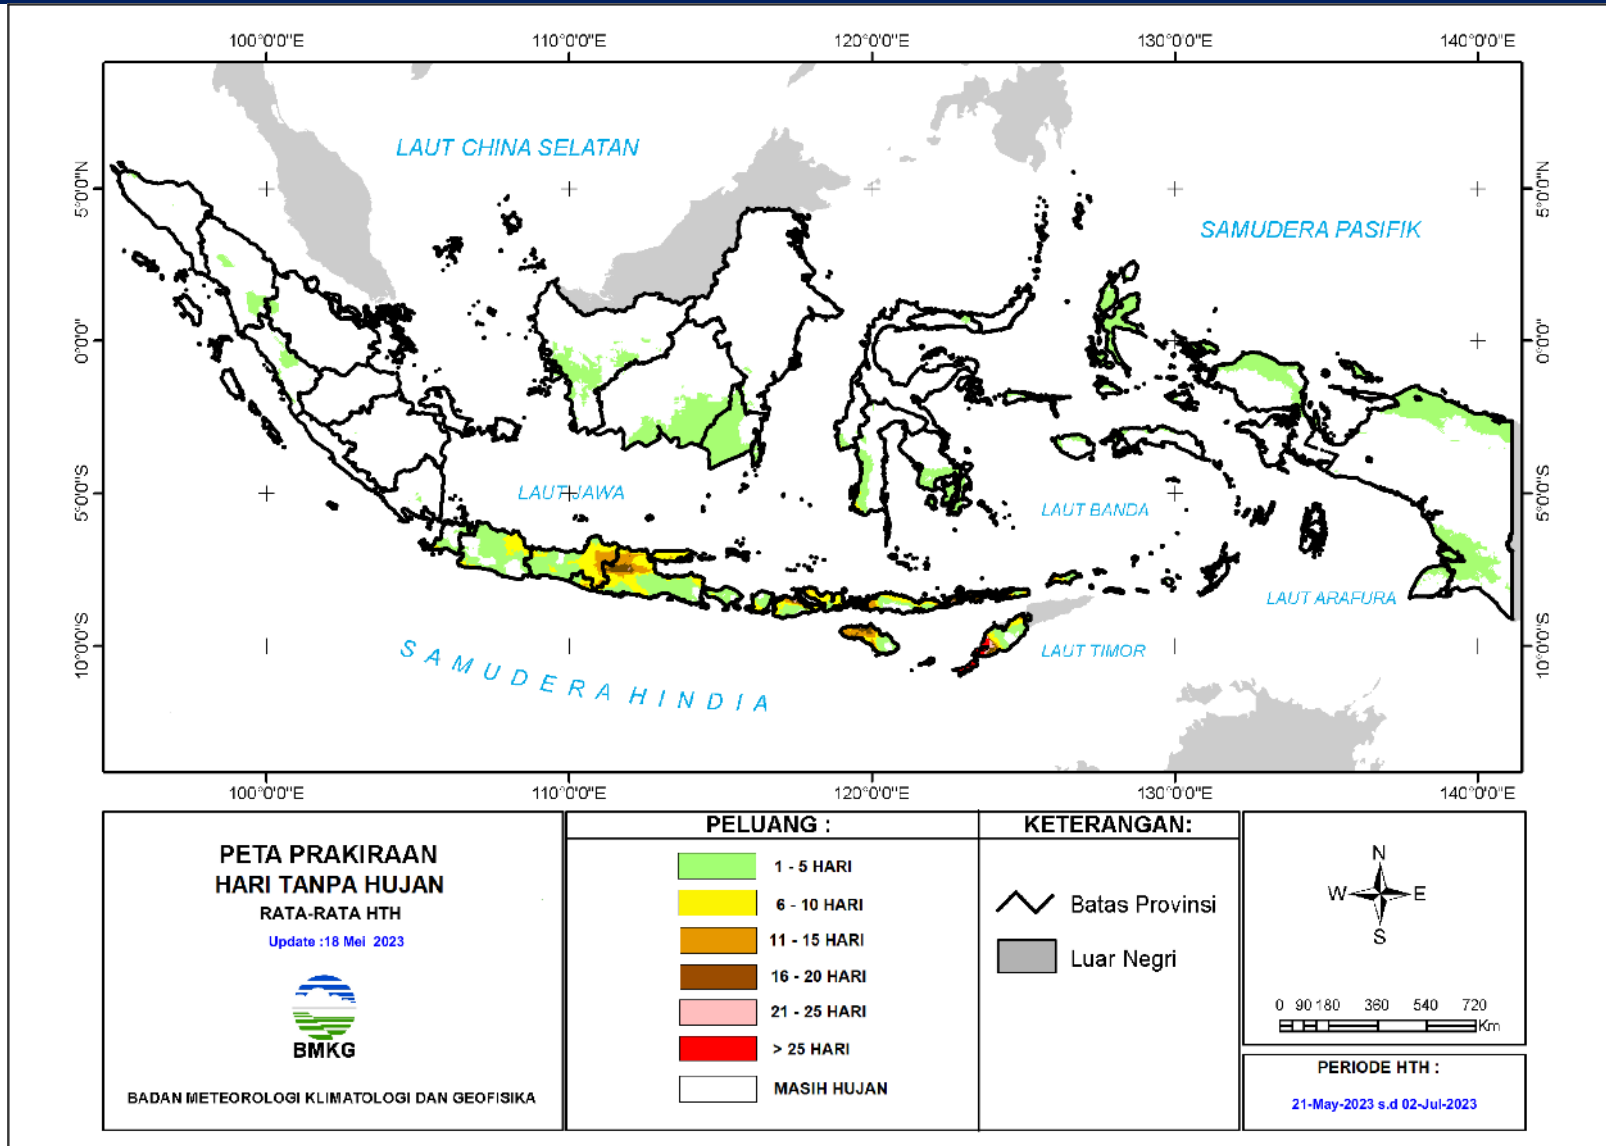 100°0'0"E 110°0'0"E 120°0'0"E 130°0'0"E 140°0'0"E
LAUT CHINA SELATAN
5°0'0"N 5°0'0"N
SAMUDERA PASIFIK
0°0'0" 0°0'0"
LAUT JAWA
5°0'0"S 5°0'0"S
LAUT BANDA
LAUT ARAFURA
10°0'0"S 10°0'0"S
LAUT TIMOR
SAMUDERA HINDIA
100°0'0"E 110°0'0"E 120°0'0"E 130°0'0"E 140°0'0"E
PETA PRAKIRAAN
HARI TANPA HUJAN
RATA-RATA HTH
Update :18 Mei 2023
BMKG
BADAN METEOROLOGI KLIMATOLOGI DAN GEOFISIKA
PELUANG :
1 - 5 HARI
6 - 10 HARI
11 - 15 HARI
16 - 20 HARI
21 - 25 HARI
> 25 HARI
MASIH HUJAN
KETERANGAN:
Batas Provinsi
Luar Negri
N
W E
S
0 90 180 360 540 720
Km
PERIODE HTH :
21-May-2023 s.d 02-Jul-2023